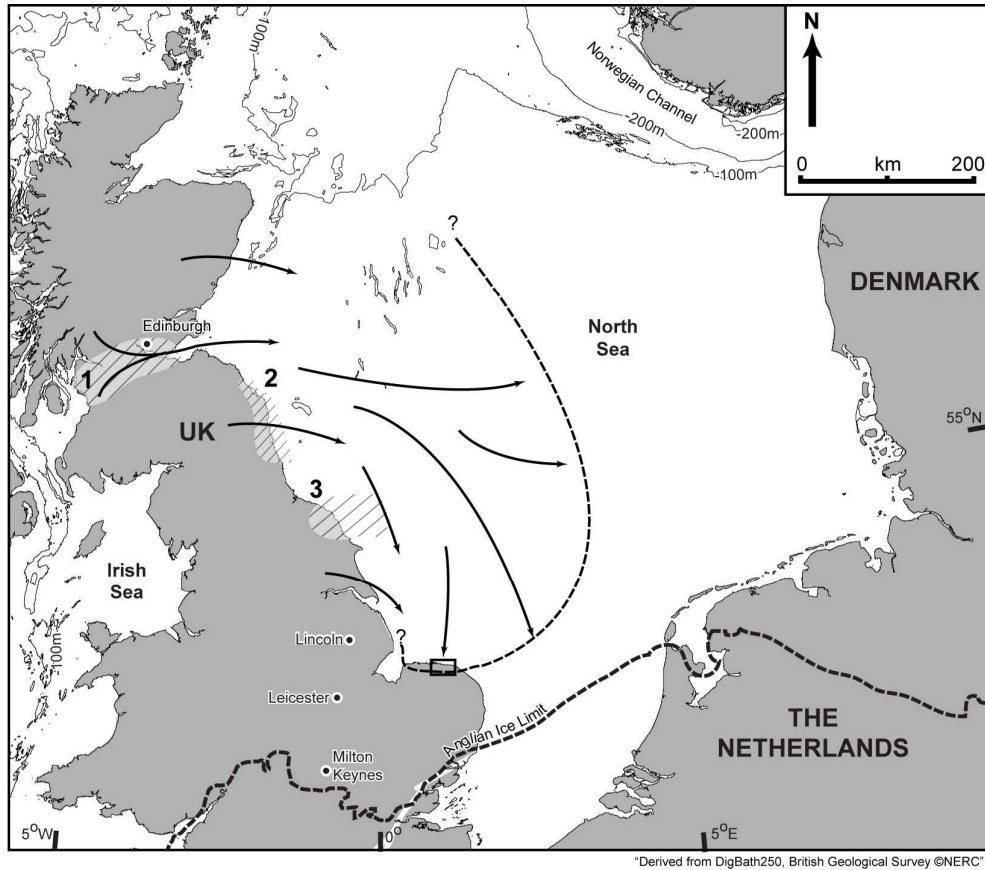 -100m
Norwegian Channel
-200m
-200m
-100m
N
0 km 200
?
DENMARK
North
Sea
Edinburgh
1
2
UK
55°N
3
Irish
Sea
?
Lincoln
-100m
Leicester
Anglian Ice Limit
THE
NETHERLANDS
Milton
Keynes
5°W
0°
5°E
"Derived from DigBath250, British Geological Survey ©NERC"